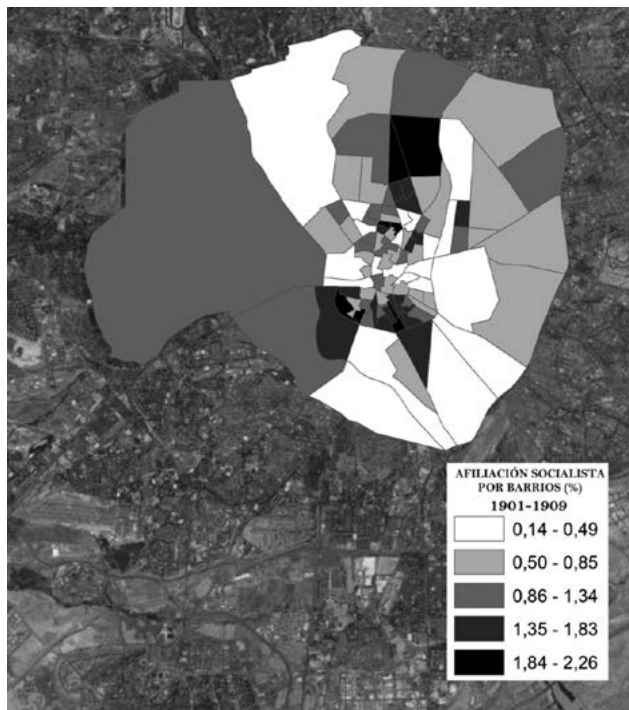 AFILIACIÓN SOCIALISTA
POR BARRIOS (%)
1901-1909
0,14 - 0,49
0,50 - 0,85
0,86 - 1,34
1,35 - 1,83
1,84 - 2,26